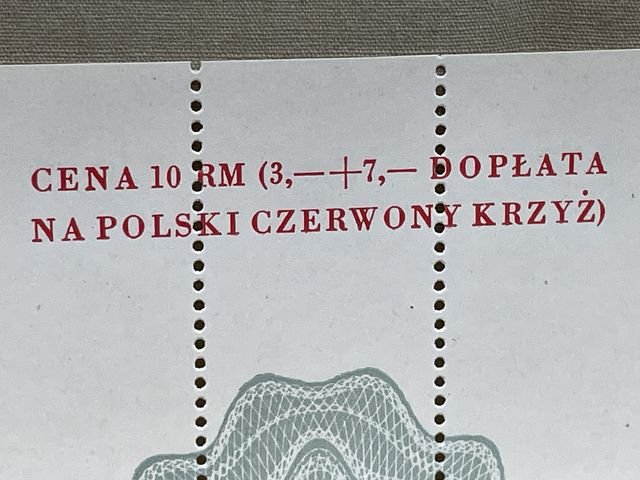 CENA 10 RM (3,—+7,— DOPŁATA
NA POLSKI CZERWONY KRZYŻ)